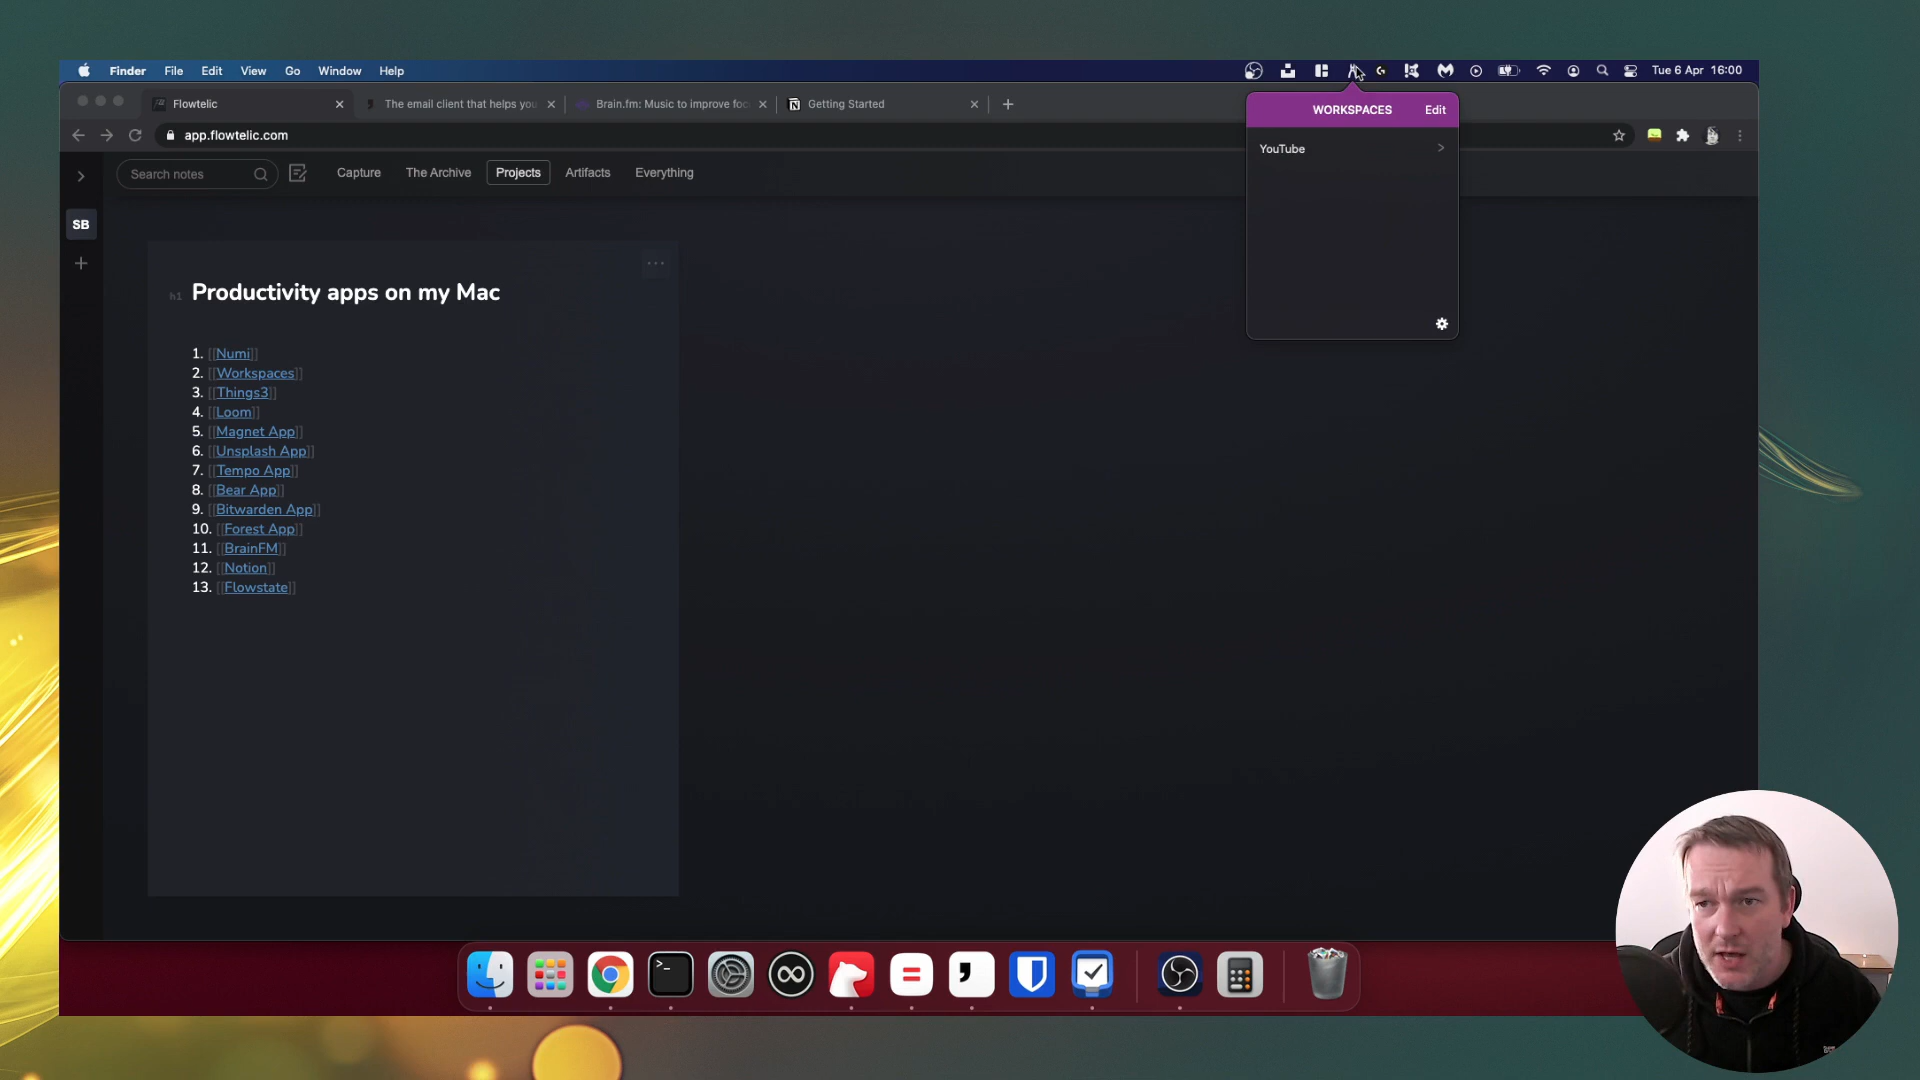 Finder File Edit View Go Window Help Tue 6 Apr 16:00
Flowtelic The email client that helps you Brain.fm: Music to improve foc Getting Started
app.flowtelic.com
WORKSPACES Edit
YouTube
Search notes Capture The Archive Projects Artifacts Everything
SB
h1 Productivity apps on my Mac
1. [[Numi]]
2. [[Workspaces]]
3. [[Things3]]
4. [[Loom]]
5. [[Magnet App]]
6. [[Unsplash App]]
7. [[Tempo App]]
8. [[Bear App]]
9. [[Bitwarden App]]
10. [[Forest App]]
11. [[BrainFM]]
12. [[Notion]]
13. [[Flowstate]]